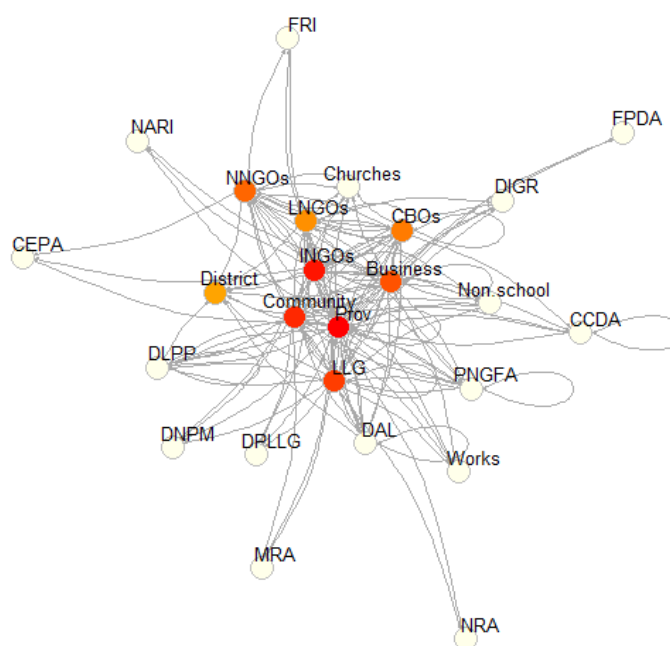 FRI
NARI
FPDA
NNGOs
Churches
DIGR
LNGOs
CBOs
CEPA
INGOs
District
Business
Non.school
Community
Prov
CCDA
DLPP
LLG
PNGFA
DNPM
DPLLG
DAL
Works
MRA
NRA